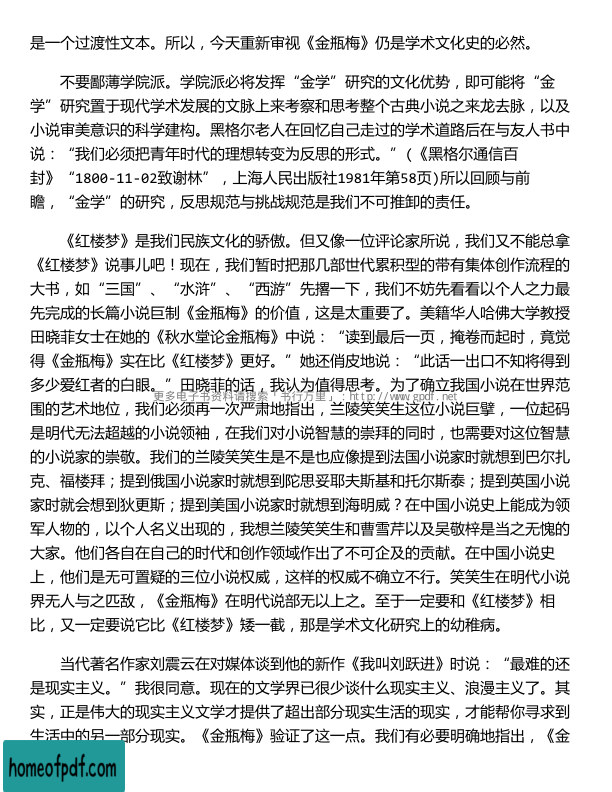 是一个过渡性文本。所以，今天重新审视《金瓶梅》仍是学术文化史的必然。
不要鄙薄学院派。学院派必将发挥“金学”研究的文化优势，即可能将“金
学”研究置于现代学术发展的文脉上来考察和思考整个古典小说之来龙去脉，以及
小说审美意识的科学建构。黑格尔老人在回忆自己走过的学术道路后在与友人书中
说：“我们必须把青年时代的理想转变为反思的形式。”(《黑格尔通信百
封》“1800-11-02致谢林”，上海人民出版社1981年第58页)所以回顾与前
瞻，“金学”的研究，反思规范与挑战规范是我们不可推卸的责任。
《红楼梦》是我们民族文化的骄傲。但又像一位评论家所说，我们又不能总拿
《红楼梦》说事儿吧！现在，我们暂时把那几部世代累积型的带有集体创作流程的
大书，如“三国”、“水浒”、“西游”先撂一下，我们不妨先看看以个人之力最
先完成的长篇小说巨制《金瓶梅》的价值，这是太重要了。美籍华人哈佛大学教授
田晓菲女士在她的《秋水堂论金瓶梅》中说：“读到最后一页，掩卷而起时，竟觉
得《金瓶梅》实在比《红楼梦》更好。”她还俏皮地说：“此话一出口不知将得到
多少爱红者的白眼。”田晓菲的话，我认为值得思考。为了确立我国小说在世界范
更多电子书资料请搜索「书行万里」：http://www.gpdf.net
围的艺术地位，我们必须再一次严肃地指出，兰陵笑笑生这位小说巨擘，一位起码
是明代无法超越的小说领袖，在我们对小说智慧的崇拜的同时，也需要对这位智慧
的小说家的崇敬。我们的兰陵笑笑生是不是也应像提到法国小说家时就想到巴尔扎
克、福楼拜；提到俄国小说家时就想到陀思妥耶夫斯基和托尔斯泰；提到英国小说
家时就会想到狄更斯；提到美国小说家时就想到海明威？在中国小说史上能成为领
军人物的，以个人名义出现的，我想兰陵笑笑生和曹雪芹以及吴敬梓是当之无愧的
大家。他们各自在自己的时代和创作领域作出了不可企及的贡献。在中国小说史
上，他们是无可置疑的三位小说权威，这样的权威不确立不行。笑笑生在明代小说
界无人与之匹敌，《金瓶梅》在明代说部无以上之。至于一定要和《红楼梦》相
比，又一定要说它比《红楼梦》矮一截，那是学术文化研究上的幼稚病。
当代著名作家刘震云在对媒体谈到他的新作《我叫刘跃进》时说：“最难的还
是现实主义。”我很同意。现在的文学界已很少谈什么现实主义、浪漫主义了。其
实，正是伟大的现实主义文学才提供了超出部分现实生活的现实，才能帮你寻求到
生活中的另一部分现实。《金瓶梅》验证了这一点。我们有必要明确地指出，《金
homeofpdf.com